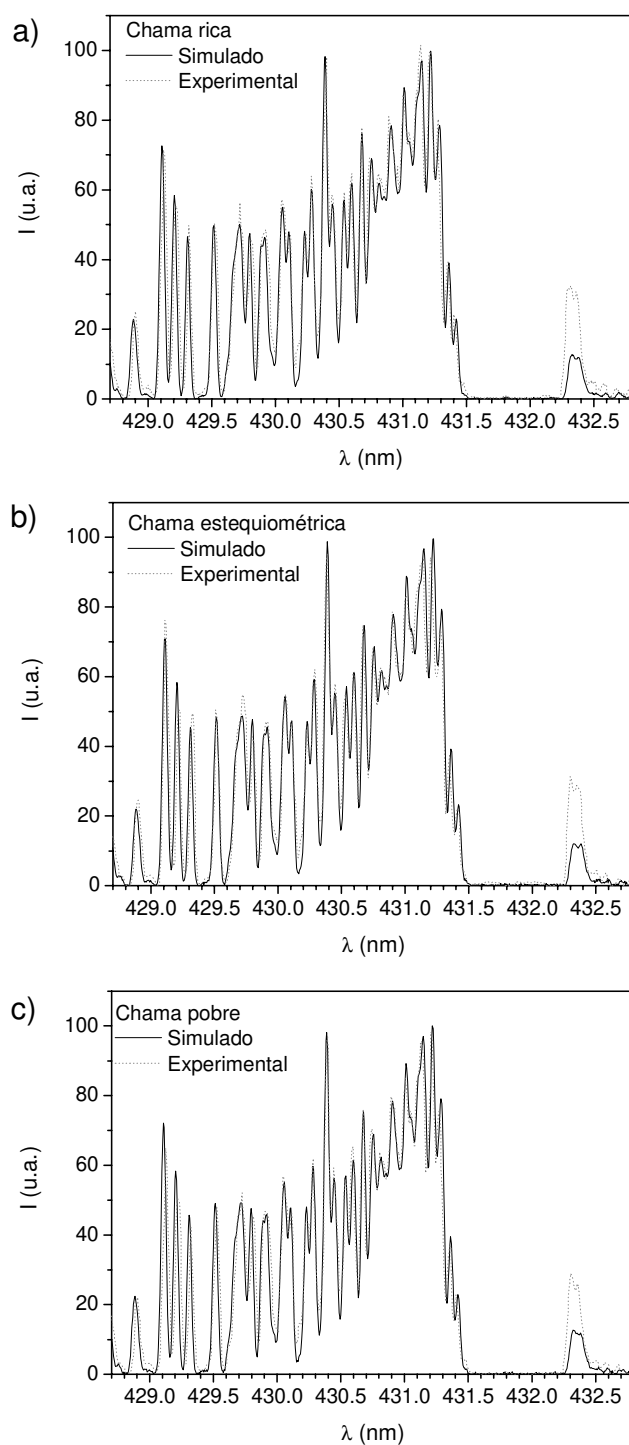 a)
Chama rica
Simulado
Experimental
I (u.a.)
100
80
60
40
20
0
429.0 429.5 430.0 430.5 431.0 431.5 432.0 432.5
λ (nm)
b)
Chama estequiométrica
Simulado
Experimental
I (u.a.)
100
80
60
40
20
0
429.0 429.5 430.0 430.5 431.0 431.5 432.0 432.5
λ (nm)
c)
Chama pobre
Simulado
Experimental
I (u.a.)
100
80
60
40
20
0
429.0 429.5 430.0 430.5 431.0 431.5 432.0 432.5
λ (nm)